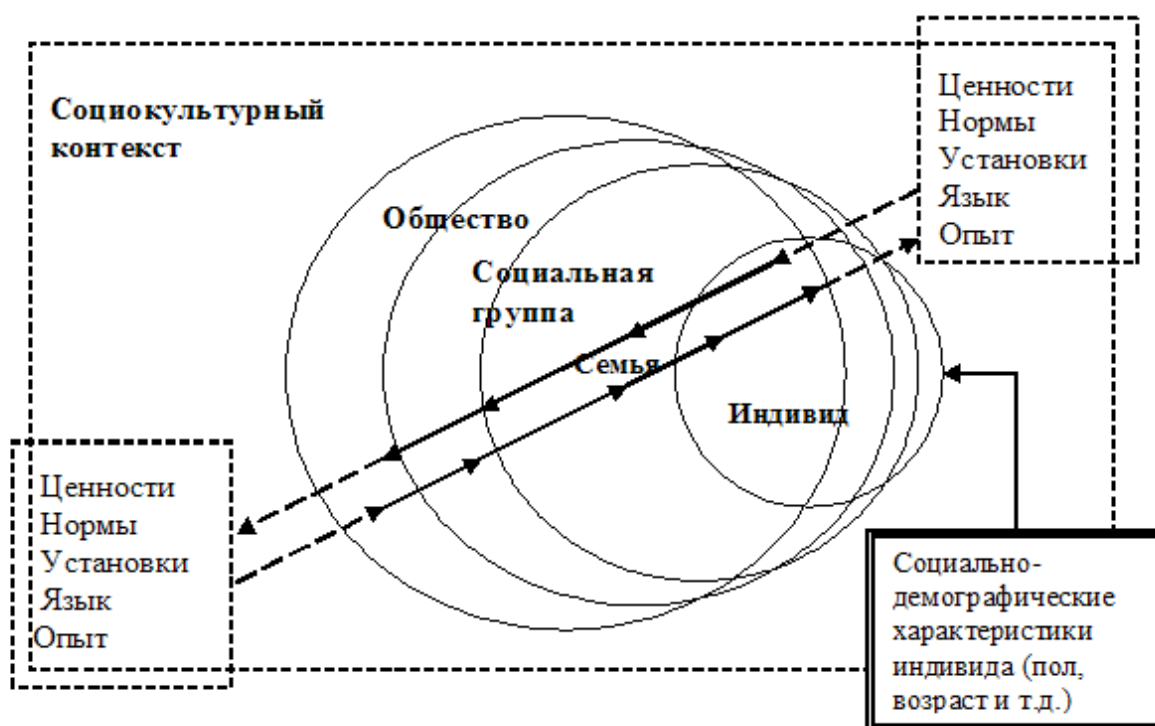 Социокультурный
контекст
Ценности
Нормы
Установки
Язык
Опыт
Общество
Социальная
группа
Семья
Индивид
Ценности
Нормы
Установки
Язык
Опыт
Социально-
демографические
характеристики
индивида (пол,
возраст и т.д.)